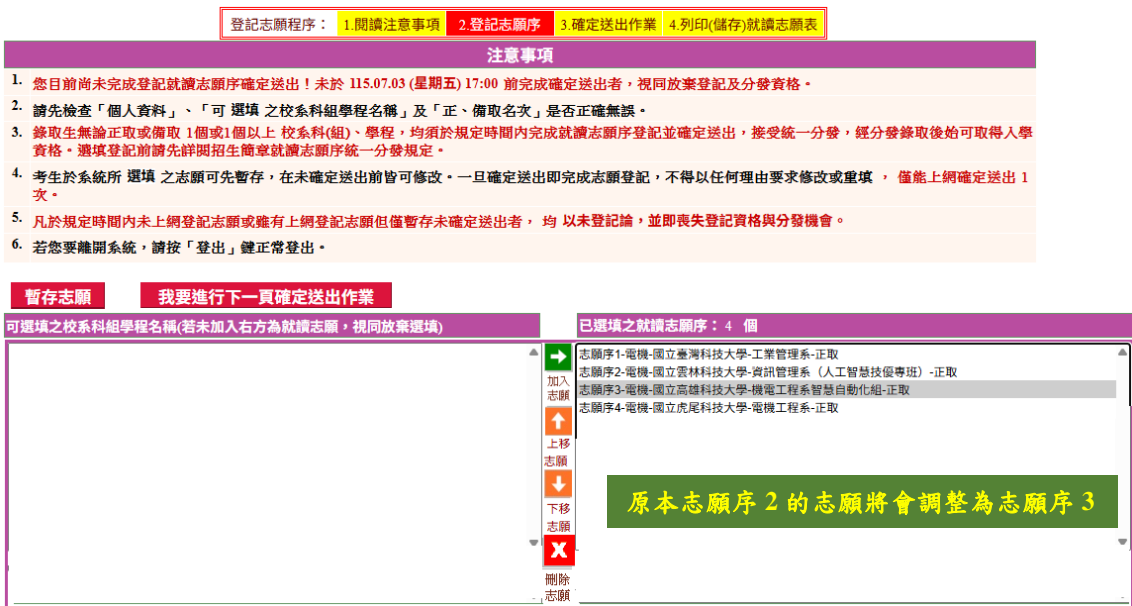 登記志願程序： 1.閱讀注意事項 2.登記志願序 3.確定送出作業 4.列印(儲存)就讀志願表
注意事項
1. 您目前尚未完成登記就讀志願序確定送出！未於 115.07.03 (星期五) 17:00 前完成確定送出者，視同放棄登記及分發資格。
2. 請先檢查「個人資料」、「可 選填 之校系科組學程名稱」及「正、備取名次」是否正確無誤。
3. 錄取生無論正取或備取 1個或1個以上 校系科(組)、學程，均須於規定時間內完成就讀志願序登記並確定送出，接受統一分發，經分發錄取後始可取得入學
資格。選填登記前請先詳閱招生簡章就讀志願序統一分發規定。
4. 考生於系統所 選填 之志願可先暫存，在未確定送出前皆可修改。一旦確定送出即完成志願登記，不得以任何理由要求修改或重填 ， 僅能上網確定送出 1
次。
5. 凡於規定時間內未上網登記志願或雖有上網登記志願但僅暫存未確定送出者， 均 以未登記論，並即喪失登記資格與分發機會。
6. 若您要離開系統，請按「登出」鍵正常登出。
暫存志願 我要進行下一頁確定送出作業
可選填之校系科組學程名稱(若未加入右方為就讀志願，視同放棄選填)
已選填之就讀志願序： 4 個
加入
志願
上移
志願
下移
志願
刪除
志願
志願序1-電機-國立臺灣科技大學-工業管理系-正取
志願序2-電機-國立雲林科技大學-資訊管理系（人工智慧技優專班）-正取
志願序3-電機-國立高雄科技大學-機電工程系智慧自動化組-正取
志願序4-電機-國立虎尾科技大學-電機工程系-正取
原本志願序 2 的志願將會調整為志願序 3